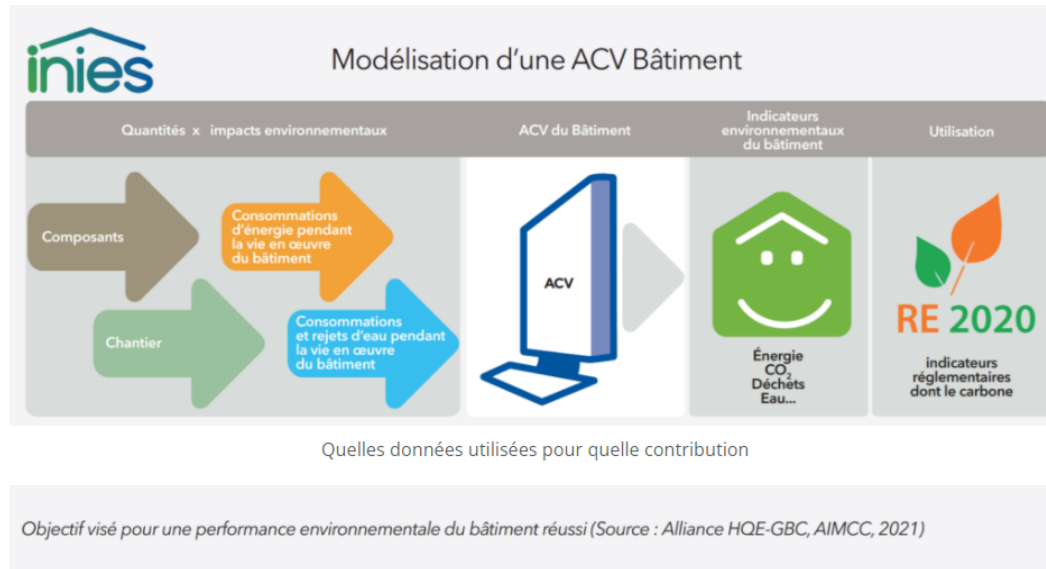 inies
Modélisation d'une ACV Bâtiment
Quantités x impacts environnementaux
ACV du Bâtiment
Indicateurs
environnementaux
du bâtiment
Utilisation
Composants
Consommations
d'énergie pendant
la vie en œuvre
du bâtiment
Chantier
Consommations
et rejets d'eau pendant
la vie en œuvre
du bâtiment
ACV
Énergie
CO₂
Déchets
Eau...
RE 2020
indicateurs
réglementaires
dont le carbone
Quelles données utilisées pour quelle contribution
Objectif visé pour une performance environnementale du bâtiment réussi (Source : Alliance HQE-GBC, AIMCC, 2021)